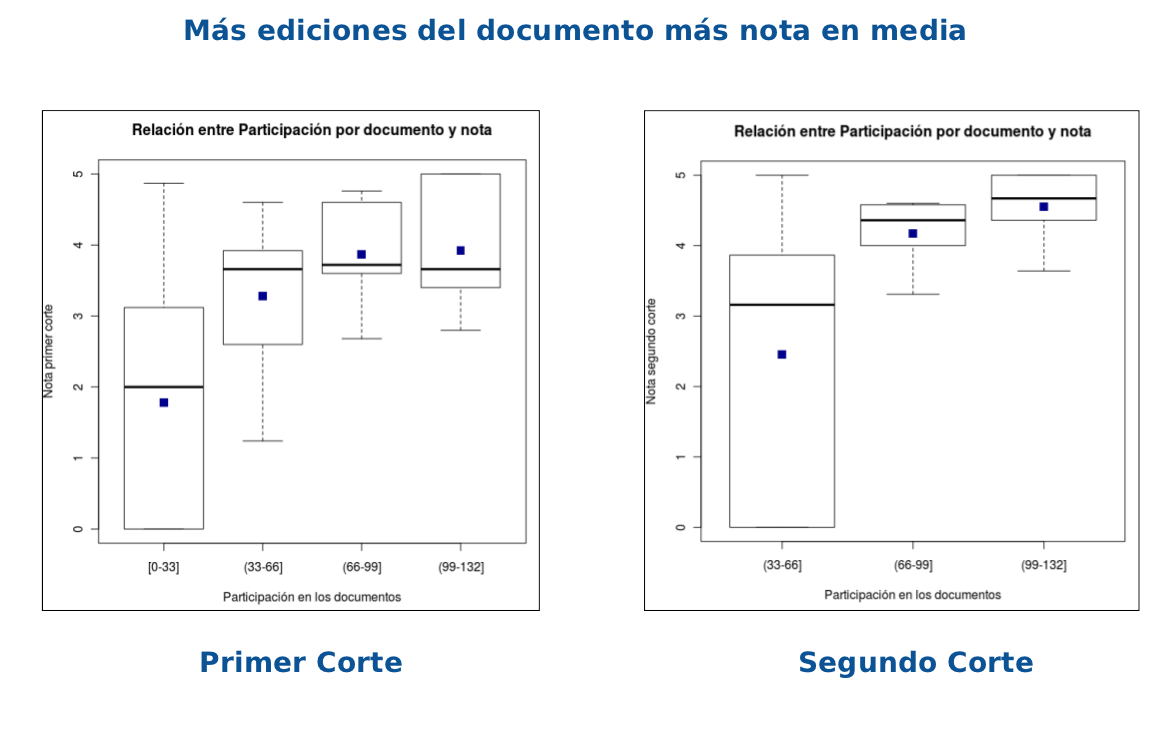 Más ediciones del documento más nota en media
Relación entre Participación por documento y nota
Nota primer corte
5
4
3
2
1
0
[0-33]
(33-66]
(66-99]
(99-132]
Participación en los documentos
Primer Corte
Relación entre Participación por documento y nota
Nota segundo corte
5
4
3
2
1
0
(33-66]
(66-99]
(99-132]
Participación en los documentos
Segundo Corte